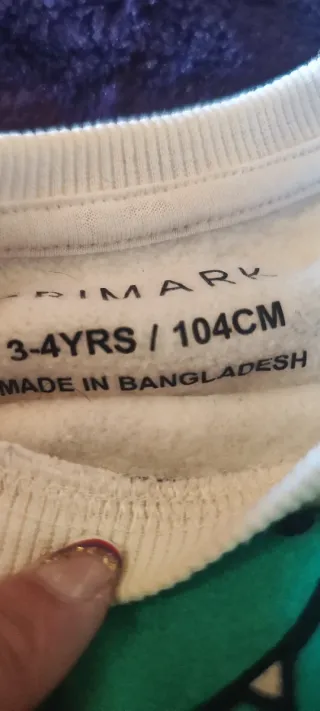 PRIMARK
3-4YRS / 104CM
MADE IN BANGLADESH